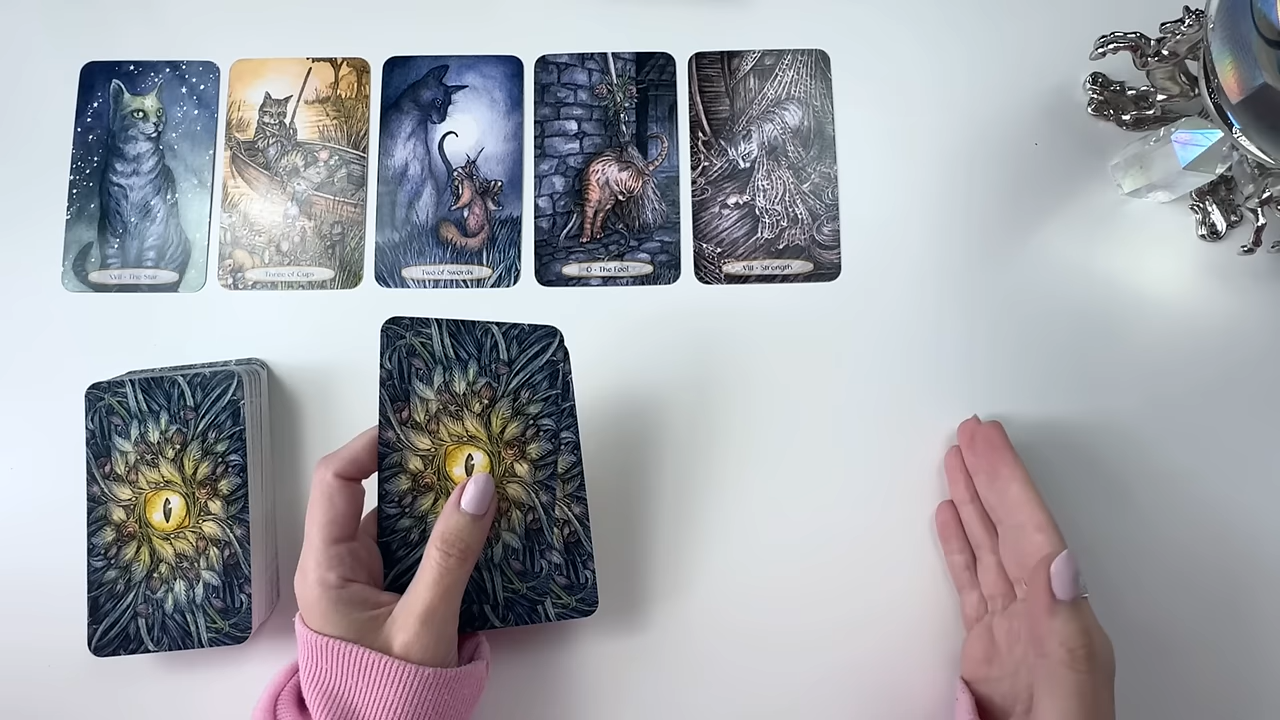 XVII • The Star
Three of Cups
Two of Swords
0 • The Fool
VIII • Strength